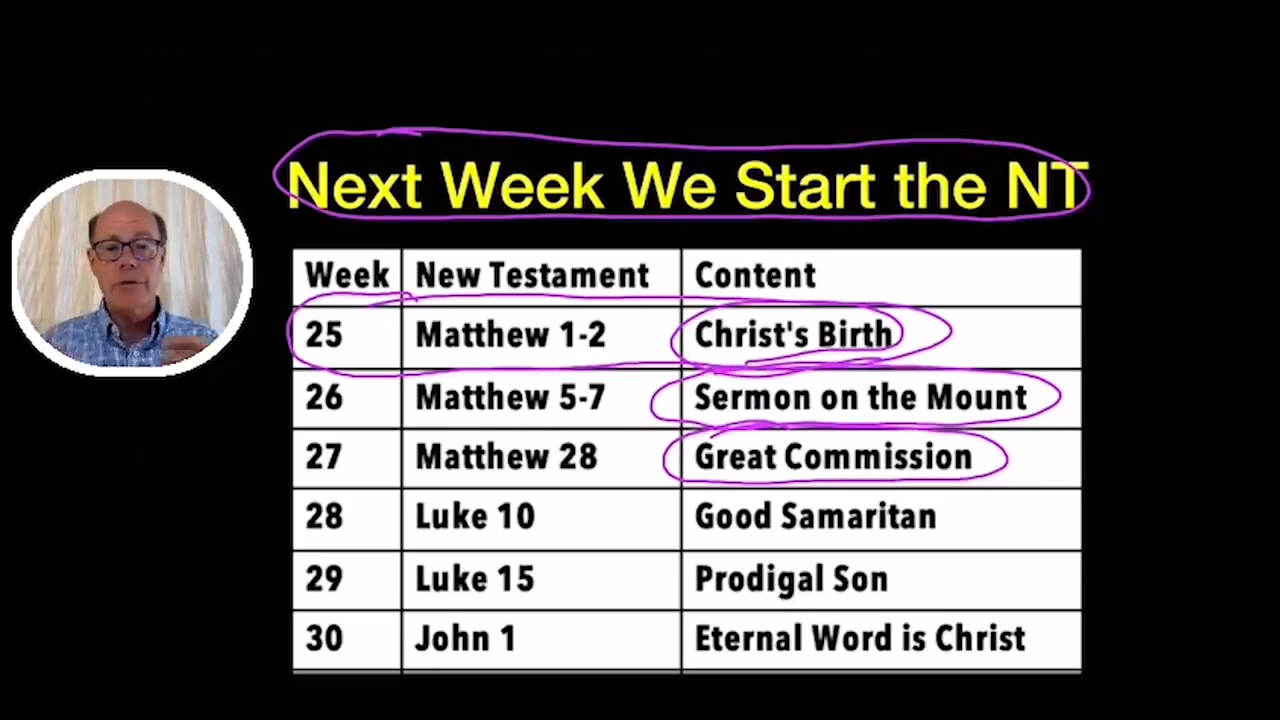 Next Week We Start the NT
Week New Testament Content
25 Matthew 1-2 Christ's Birth
26 Matthew 5-7 Sermon on the Mount
27 Matthew 28 Great Commission
28 Luke 10 Good Samaritan
29 Luke 15 Prodigal Son
30 John 1 Eternal Word is Christ